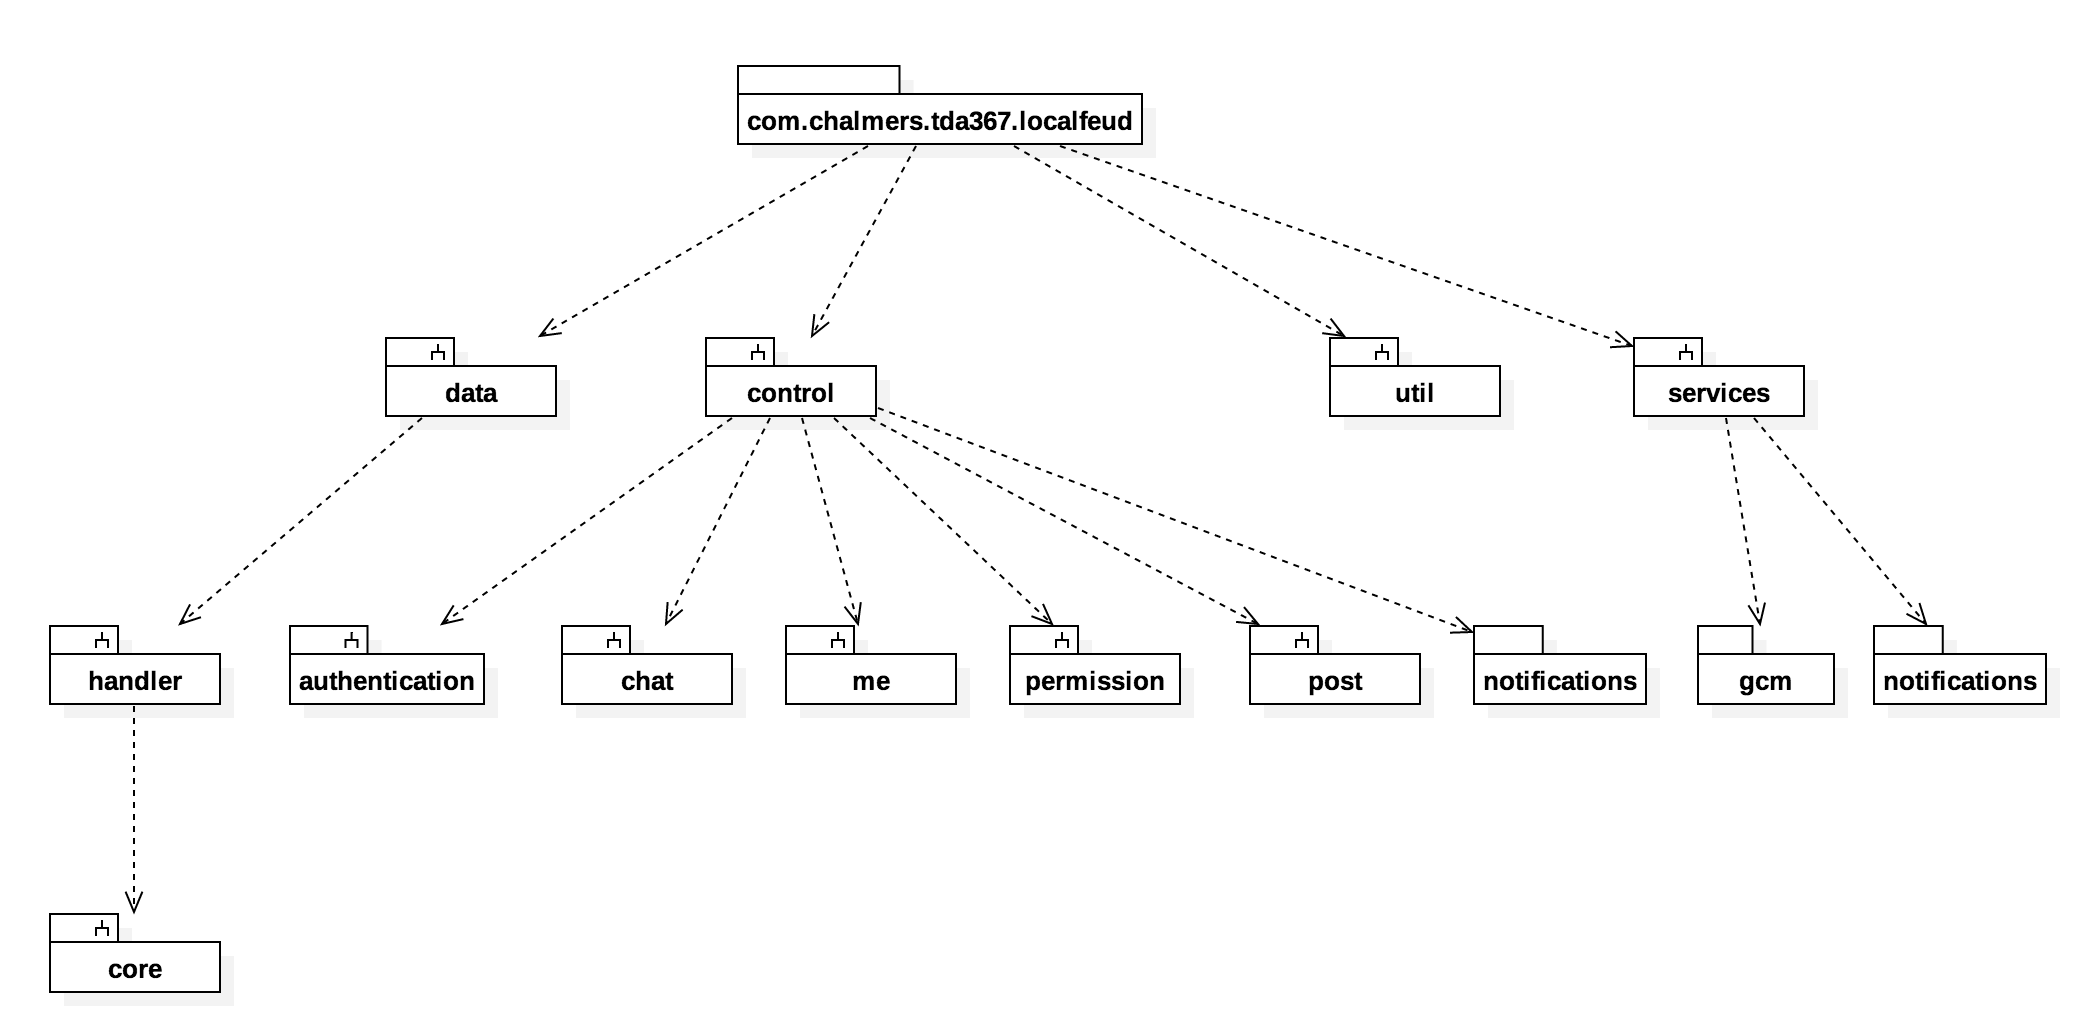 com.chalmers.tda367.localfeud
data
control
util
services
handler
authentication
chat
me
permission
post
notifications
gcm
notifications
core